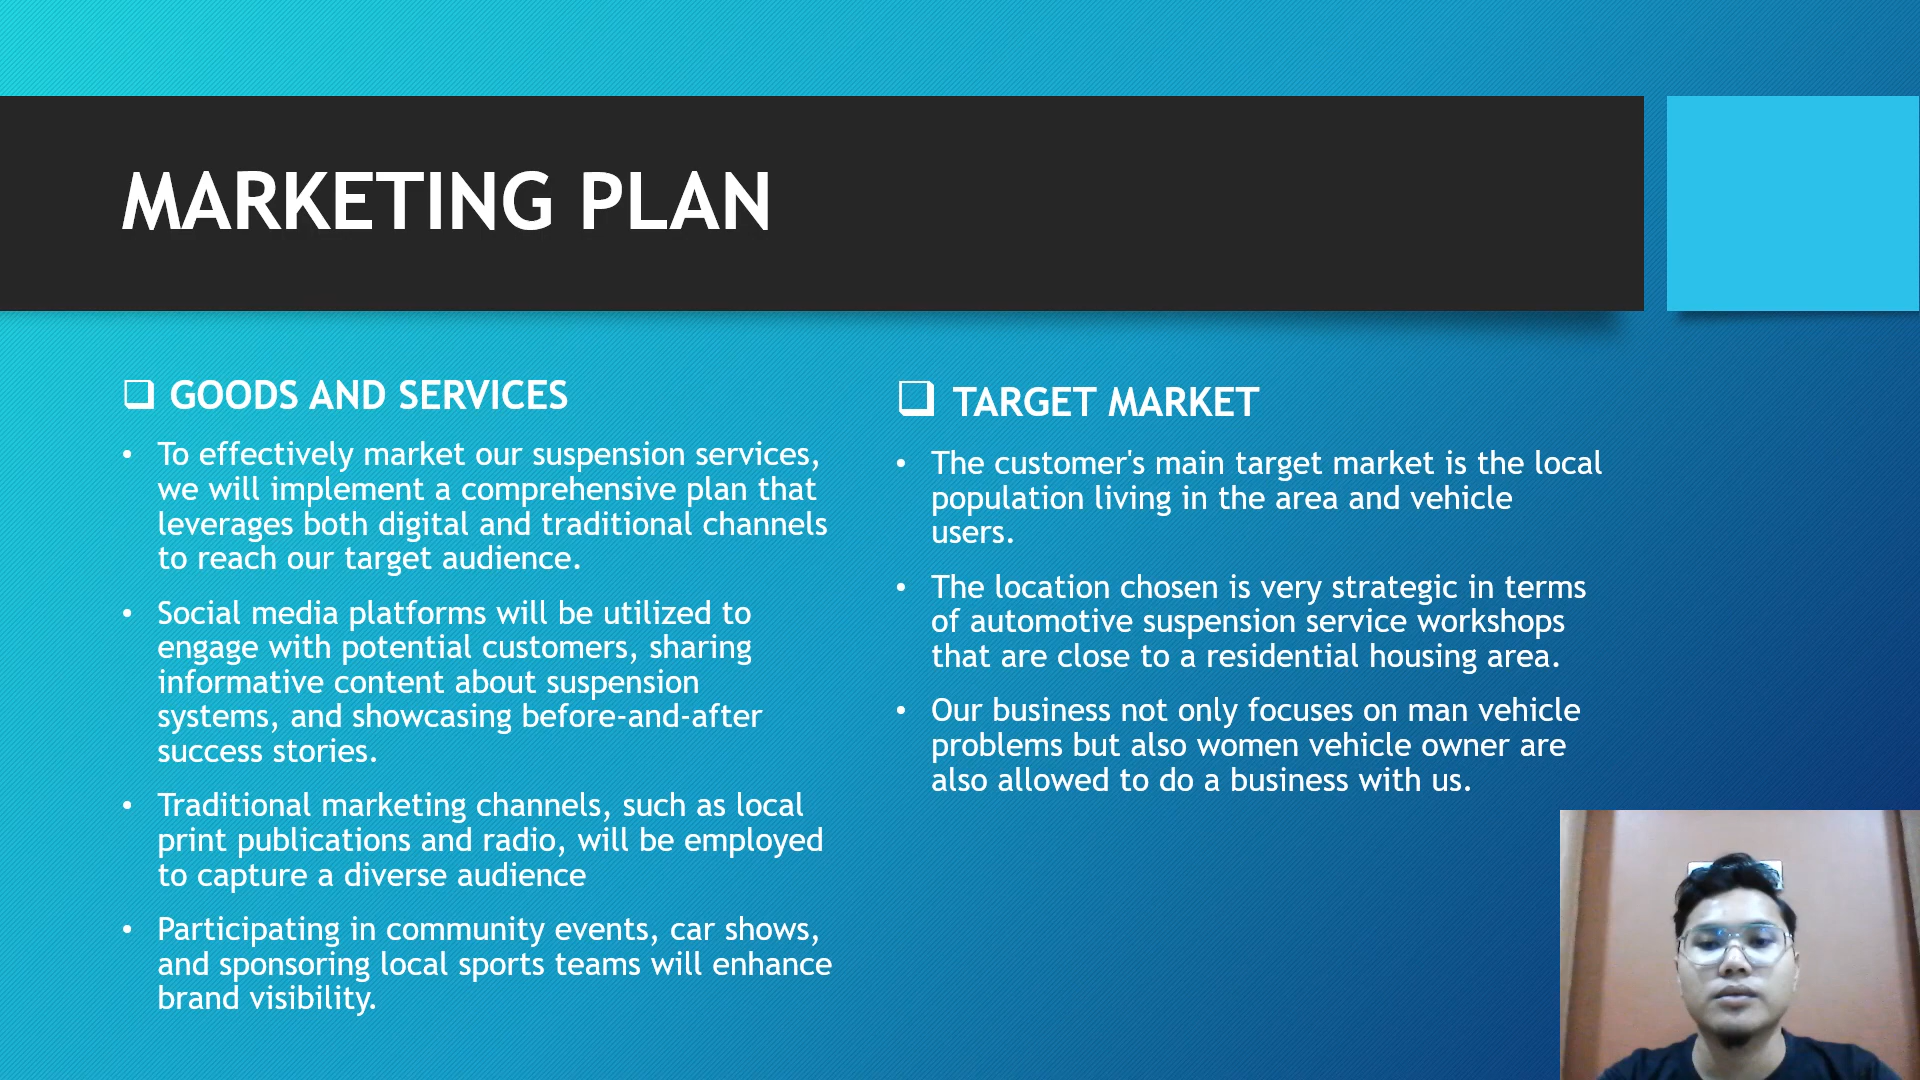 MARKETING PLAN
GOODS AND SERVICES
• To effectively market our suspension services,
we will implement a comprehensive plan that
leverages both digital and traditional channels
to reach our target audience.
• Social media platforms will be utilized to
engage with potential customers, sharing
informative content about suspension
systems, and showcasing before-and-after
success stories.
• Traditional marketing channels, such as local
print publications and radio, will be employed
to capture a diverse audience
• Participating in community events, car shows,
and sponsoring local sports teams will enhance
brand visibility.
TARGET MARKET
• The customer's main target market is the local
population living in the area and vehicle
users.
• The location chosen is very strategic in terms
of automotive suspension service workshops
that are close to a residential housing area.
• Our business not only focuses on man vehicle
problems but also women vehicle owner are
also allowed to do a business with us.